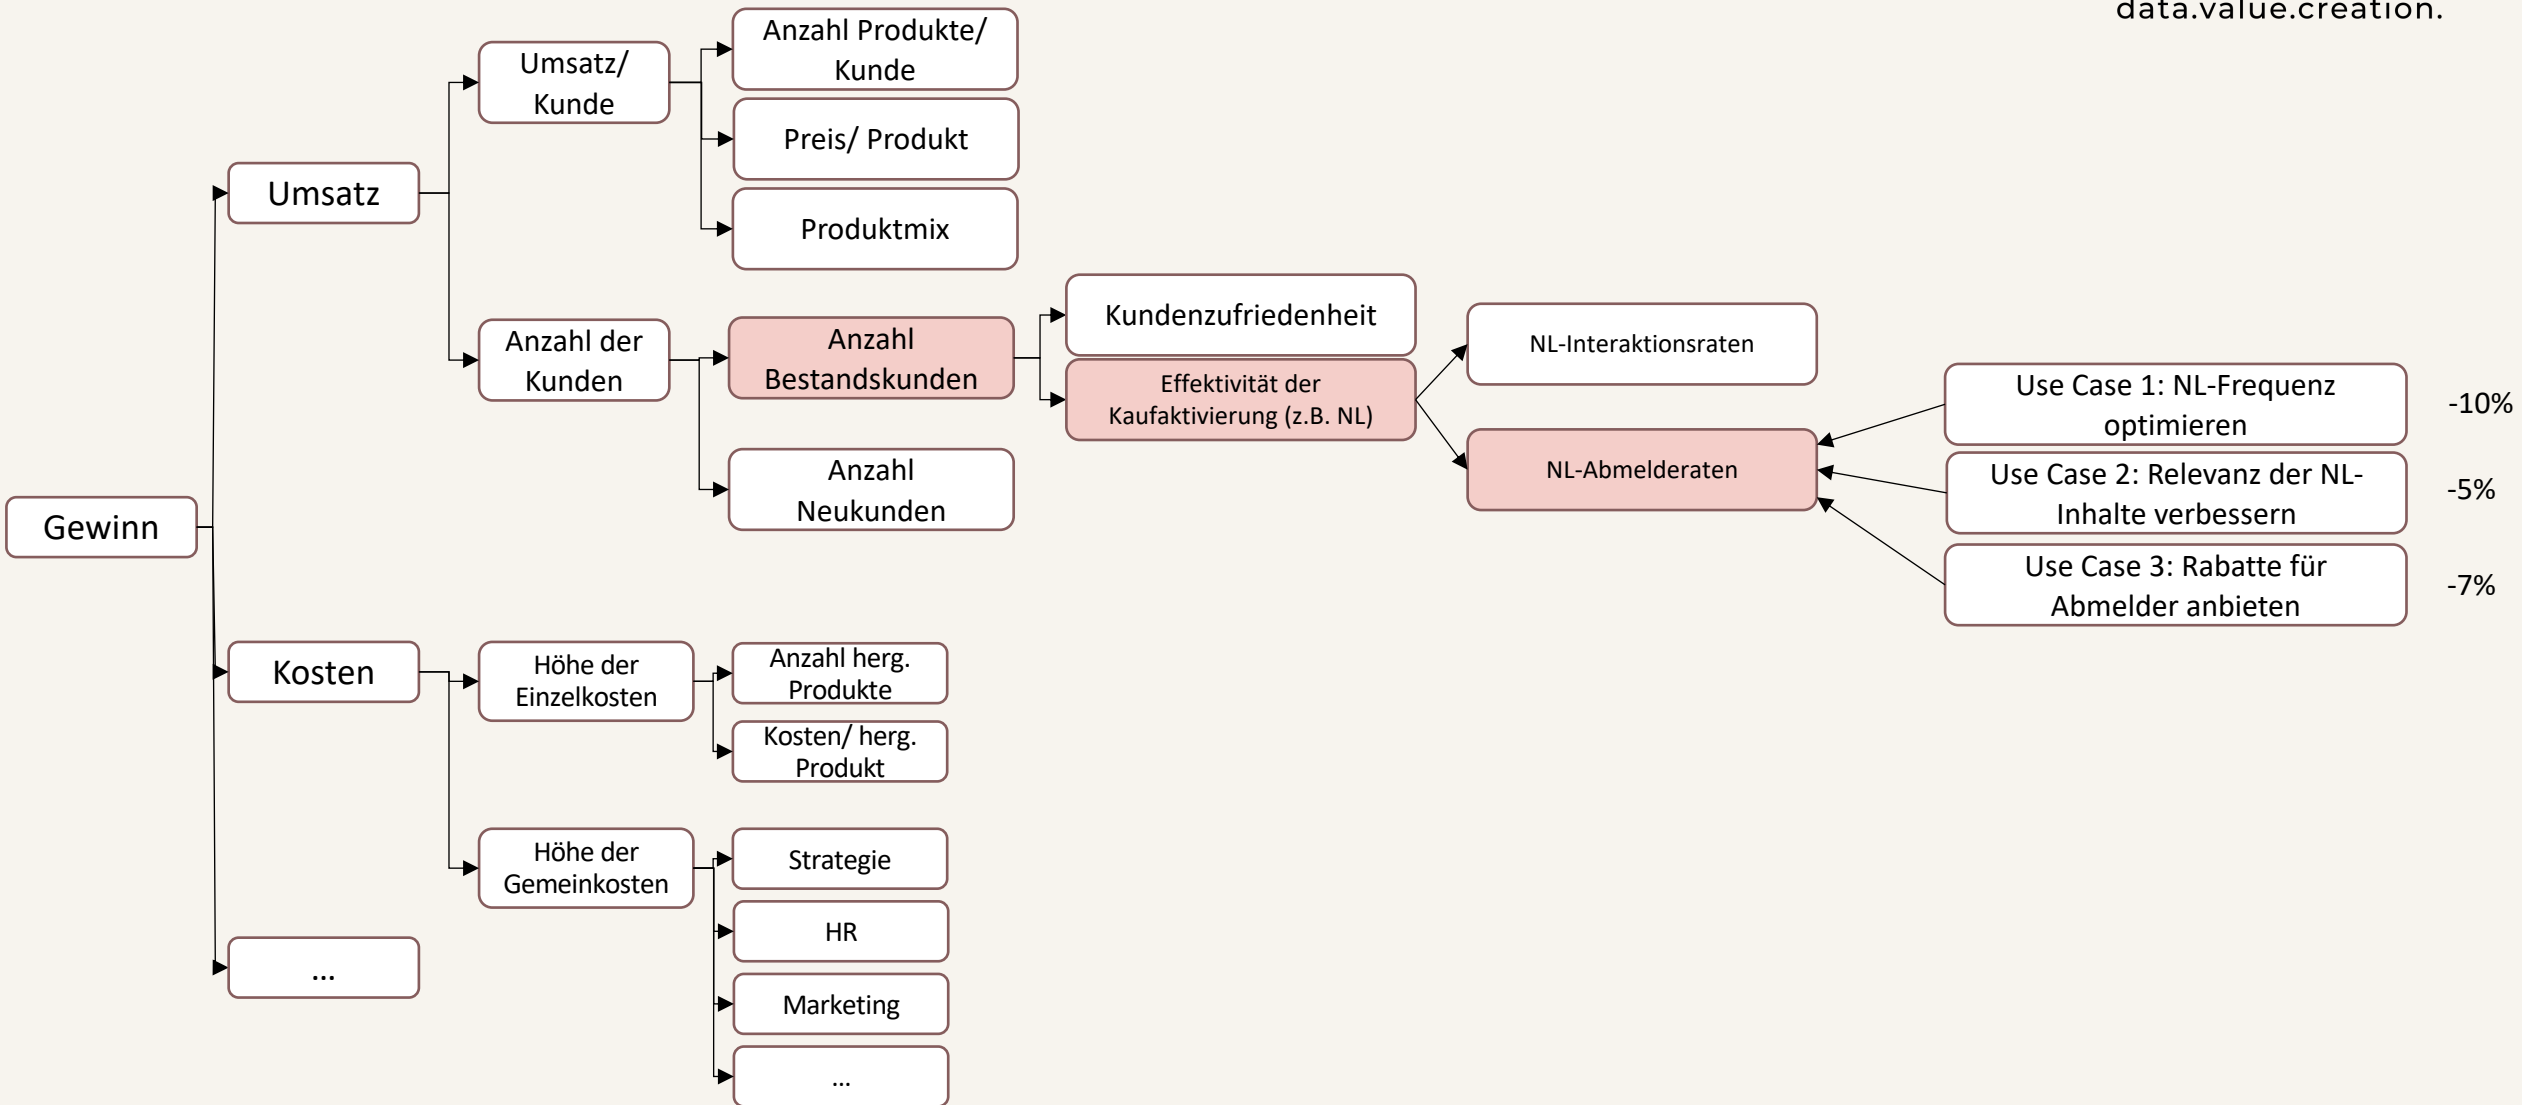 data.value.creation.
Anzahl Produkte/
Kunde
Umsatz/
Kunde
Preis/ Produkt
Produktmix
Umsatz
Anzahl der
Kunden
Anzahl
Bestandskunden
Anzahl
Neukunden
Kundenzufriedenheit
Effektivität der
Kaufaktivierung (z.B. NL)
NL-Interaktionsraten
NL-Abmelderaten
Use Case 1: NL-Frequenz
optimieren
-10%
Use Case 2: Relevanz der NL-
Inhalte verbessern
-5%
Use Case 3: Rabatte für
Abmelder anbieten
-7%
Gewinn
Kosten
Höhe der
Einzelkosten
Anzahl herg.
Produkte
Kosten/ herg.
Produkt
Höhe der
Gemeinkosten
Strategie
HR
Marketing
...
...